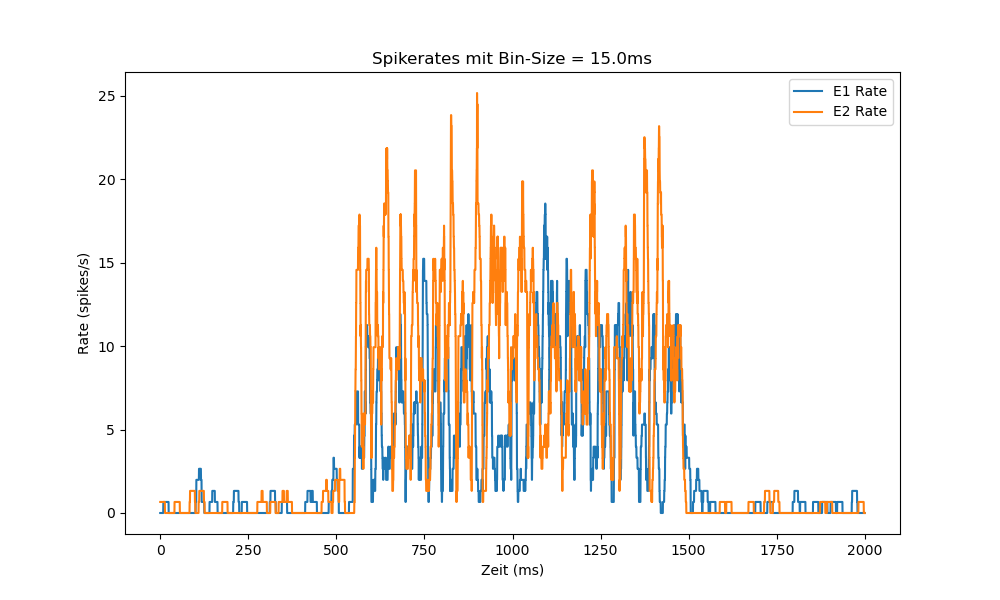 Spikerates mit Bin-Size = 15.0ms
E1 Rate
E2 Rate
25
20
15
10
5
0
Rate (spikes/s)
0 250 500 750 1000 1250 1500 1750 2000
Zeit (ms)